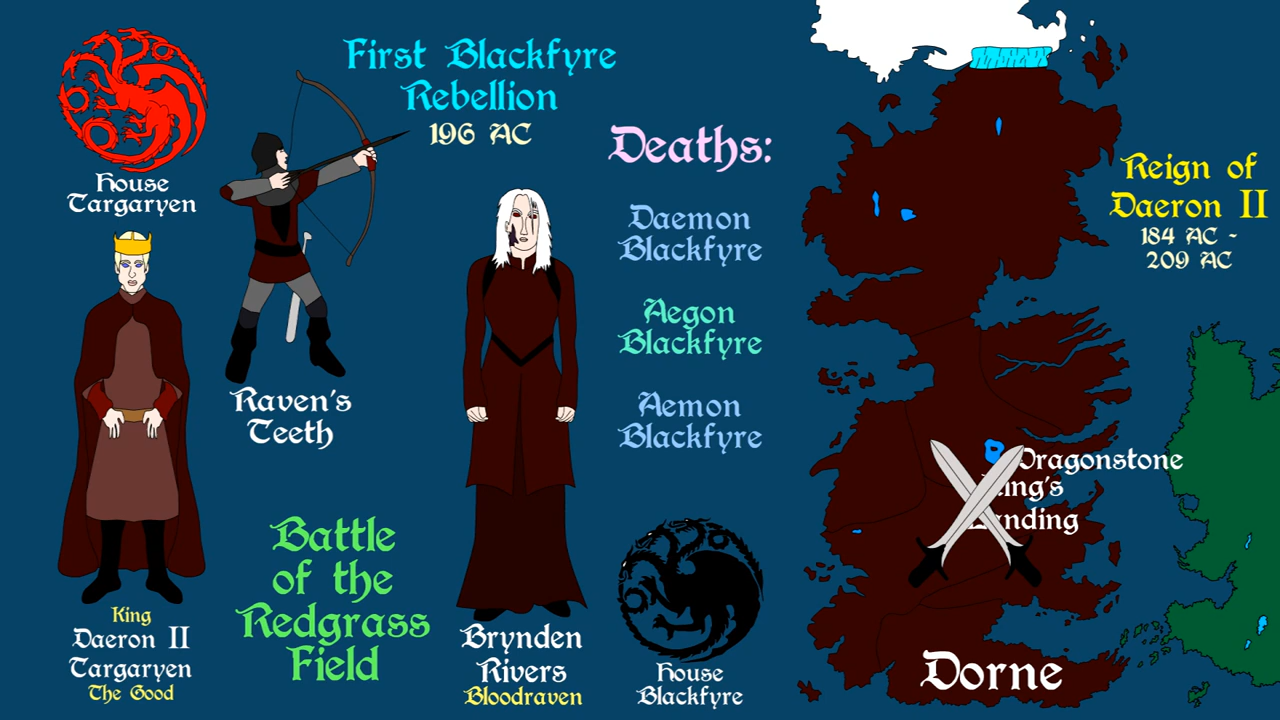 First Blackfyre
Rebellion
196 AC
House
Targaryen
Raven's
Teeth
King
Daeron II
Targaryen
The Good
Battle
of the
Redgrass
Field
Brynden
Rivers
Bloodraven
Deaths:
Daemon
Blackfyre
Aegon
Blackfyre
Aemon
Blackfyre
House
Blackfyre
Reign of
Daeron II
184 AC -
209 AC
Dragonstone
King's
Landing
Dorne